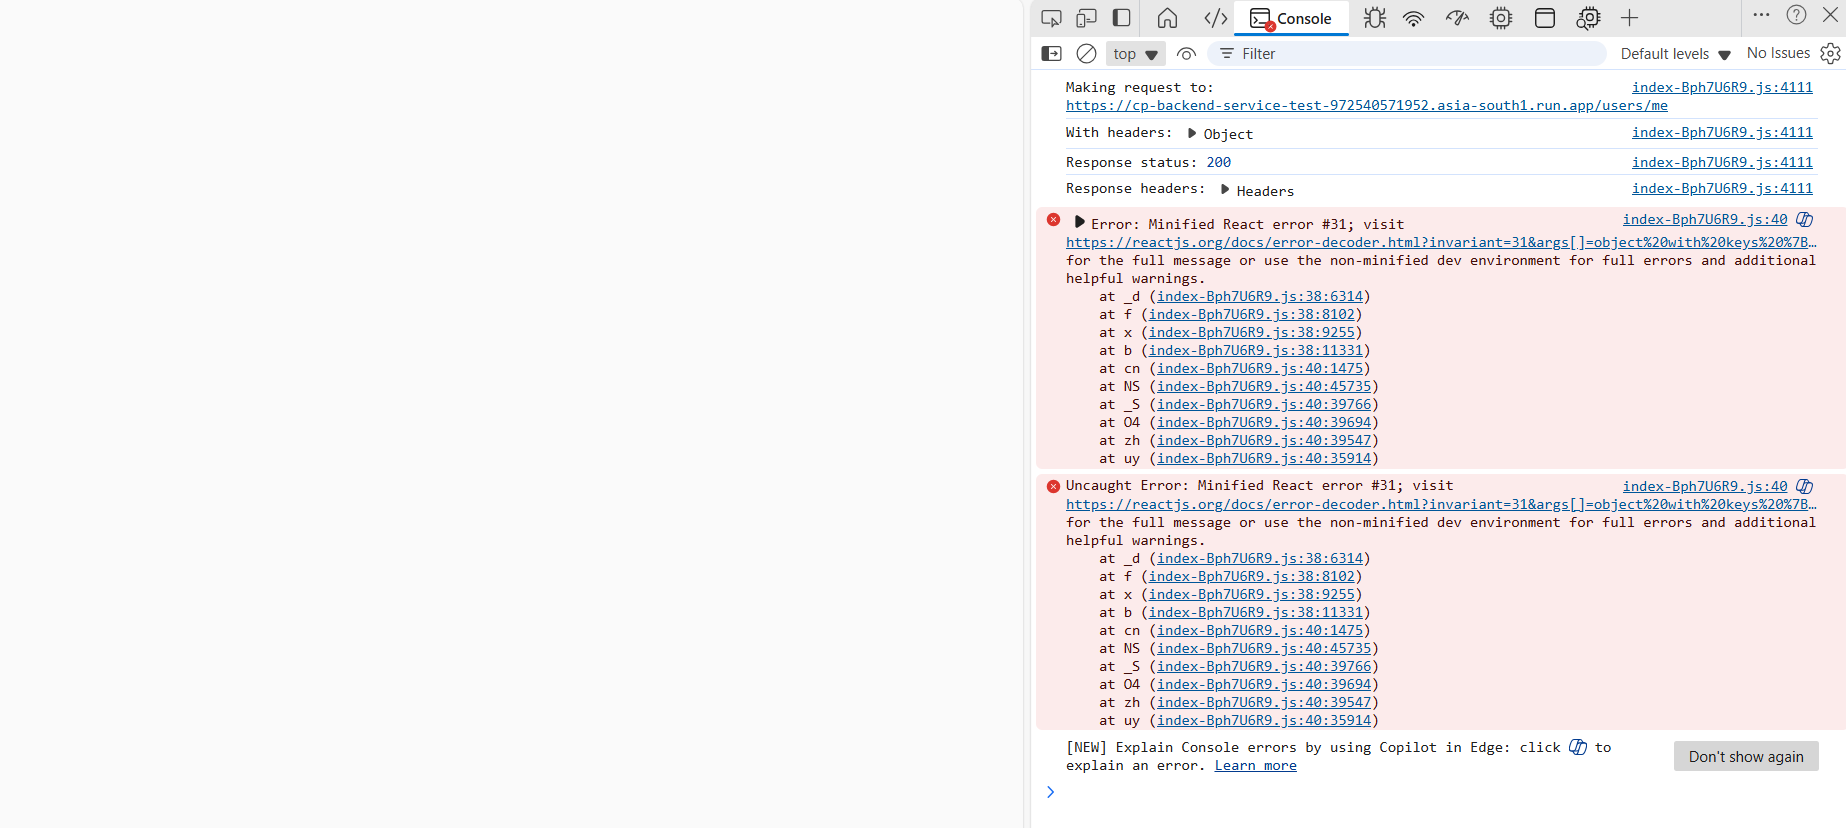 Console
top
Filter
Default levels
No Issues
Making request to: index-Bph7U6R9.js:4111
https://cp-backend-service-test-972540571952.asia-south1.run.app/users/me
With headers: Object index-Bph7U6R9.js:4111
Response status: 200 index-Bph7U6R9.js:4111
Response headers: Headers index-Bph7U6R9.js:4111
Error: Minified React error #31; visit index-Bph7U6R9.js:40
https://reactjs.org/docs/error-decoder.html?invariant=31&args[]=object%20with%20keys%20%7B…
for the full message or use the non-minified dev environment for full errors and additional
helpful warnings.
at _d (index-Bph7U6R9.js:38:6314)
at f (index-Bph7U6R9.js:38:8102)
at x (index-Bph7U6R9.js:38:9255)
at b (index-Bph7U6R9.js:38:11331)
at cn (index-Bph7U6R9.js:40:1475)
at NS (index-Bph7U6R9.js:40:45735)
at _S (index-Bph7U6R9.js:40:39766)
at O4 (index-Bph7U6R9.js:40:39694)
at zh (index-Bph7U6R9.js:40:39547)
at uy (index-Bph7U6R9.js:40:35914)
Uncaught Error: Minified React error #31; visit index-Bph7U6R9.js:40
https://reactjs.org/docs/error-decoder.html?invariant=31&args[]=object%20with%20keys%20%7B…
for the full message or use the non-minified dev environment for full errors and additional
helpful warnings.
at _d (index-Bph7U6R9.js:38:6314)
at f (index-Bph7U6R9.js:38:8102)
at x (index-Bph7U6R9.js:38:9255)
at b (index-Bph7U6R9.js:38:11331)
at cn (index-Bph7U6R9.js:40:1475)
at NS (index-Bph7U6R9.js:40:45735)
at _S (index-Bph7U6R9.js:40:39766)
at O4 (index-Bph7U6R9.js:40:39694)
at zh (index-Bph7U6R9.js:40:39547)
at uy (index-Bph7U6R9.js:40:35914)
[NEW] Explain Console errors by using Copilot in Edge: click to
explain an error. Learn more
Don't show again